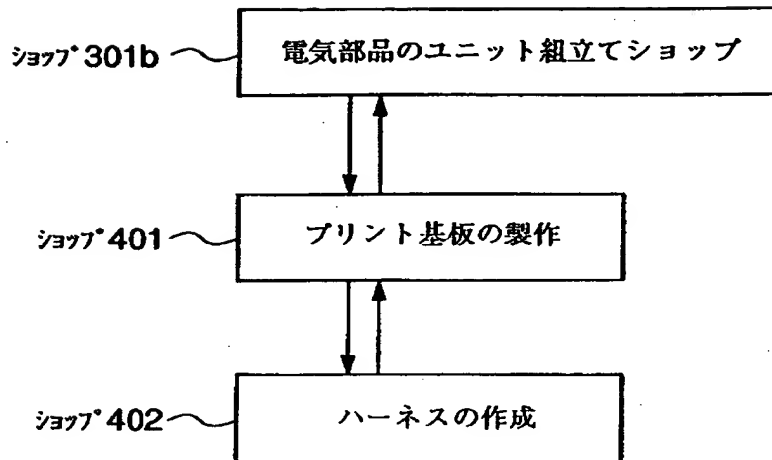 ショップ301b 電気部品のユニット組立てショップ
ショップ401 プリント基板の製作
ショップ402 ハーネスの作成